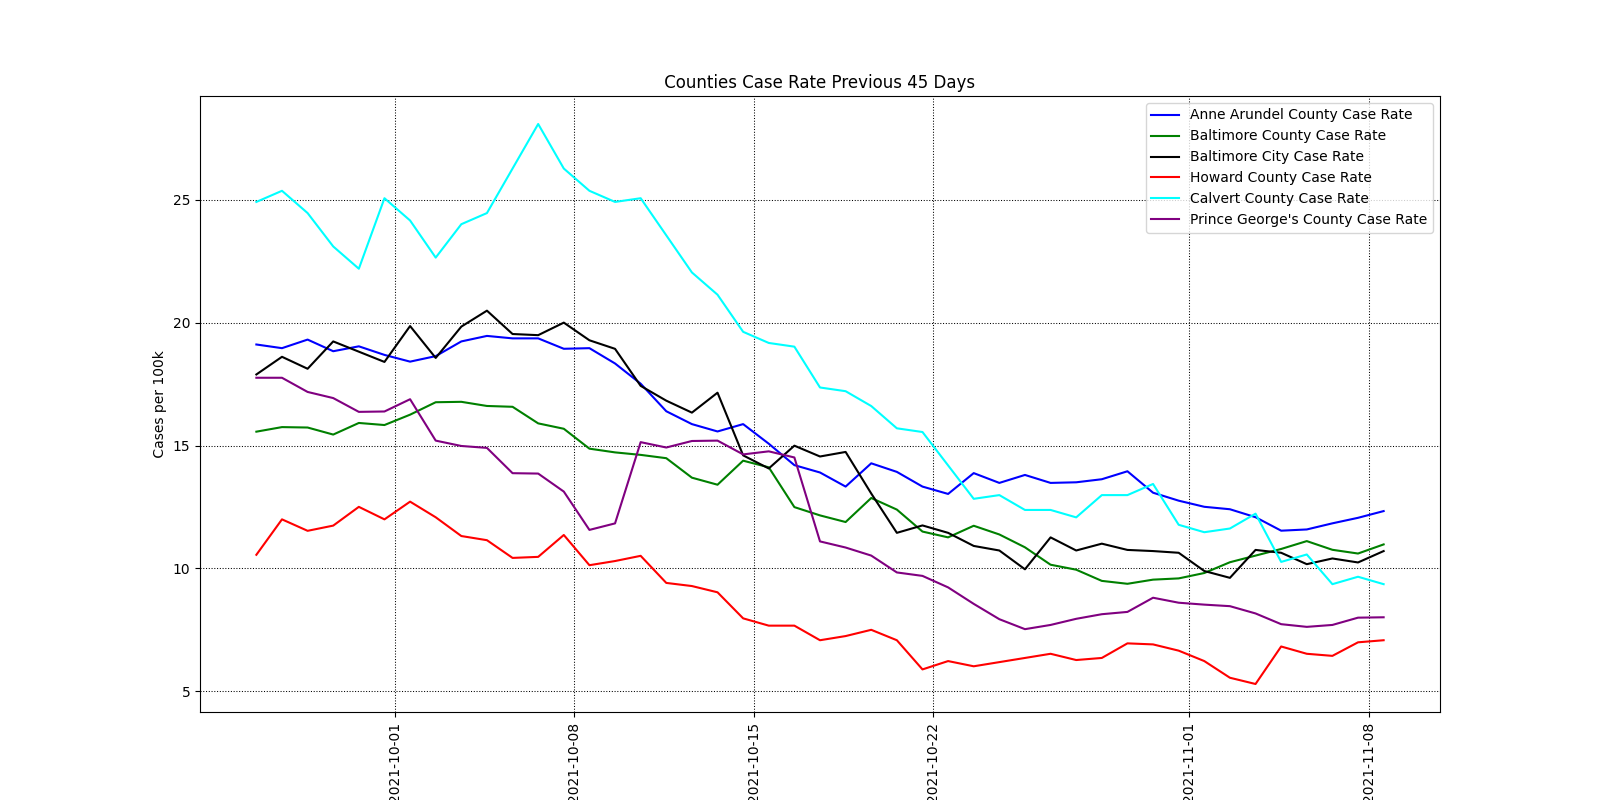 Counties Case Rate Previous 45 Days
Anne Arundel County Case Rate
Baltimore County Case Rate
Baltimore City Case Rate
Howard County Case Rate
Calvert County Case Rate
Prince George's County Case Rate
Cases per 100k
25
20
15
10
5
2021-10-01
2021-10-08
2021-10-15
2021-10-22
2021-11-01
2021-11-08